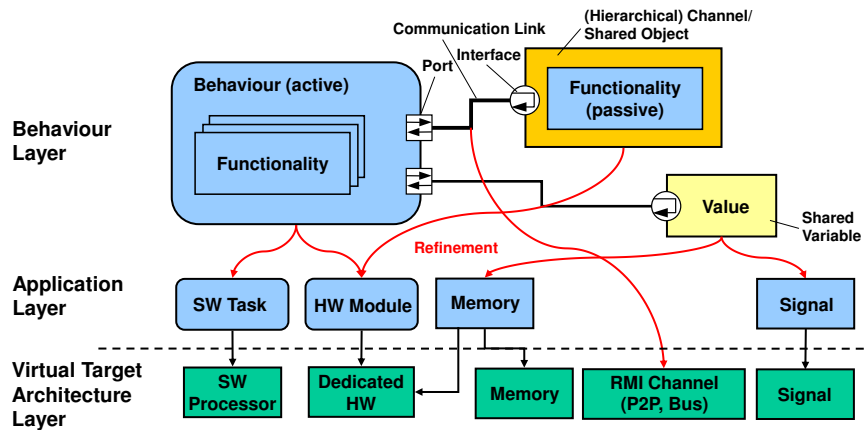 (Hierarchical) Channel/
Shared Object
Communication Link
Interface
Port
Behaviour (active)
Functionality
(passive)
Behaviour
Layer
Functionality
Value
Shared
Variable
Refinement
Application
Layer
SW Task
HW Module
Memory
Signal
Virtual Target
Architecture
Layer
SW
Processor
Dedicated
HW
Memory
RMI Channel
(P2P, Bus)
Signal